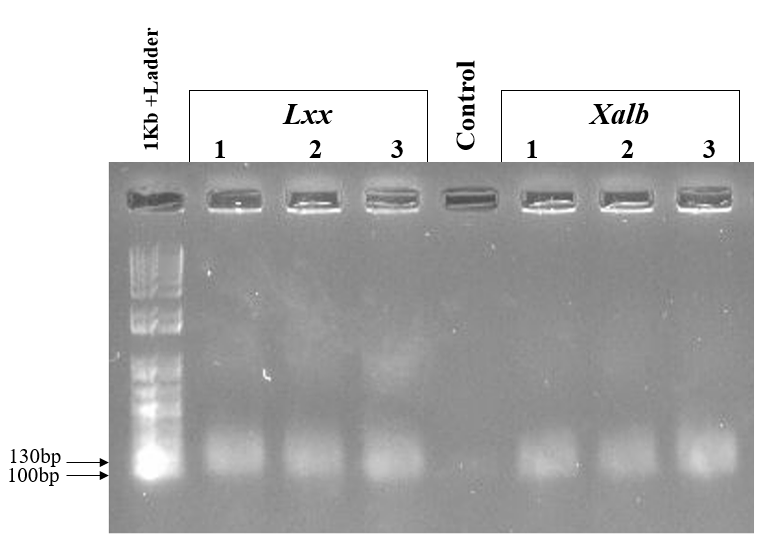 1Kb +Ladder
Lxx
Control
Xalb
1 2 3
1 2 3
130bp
100bp